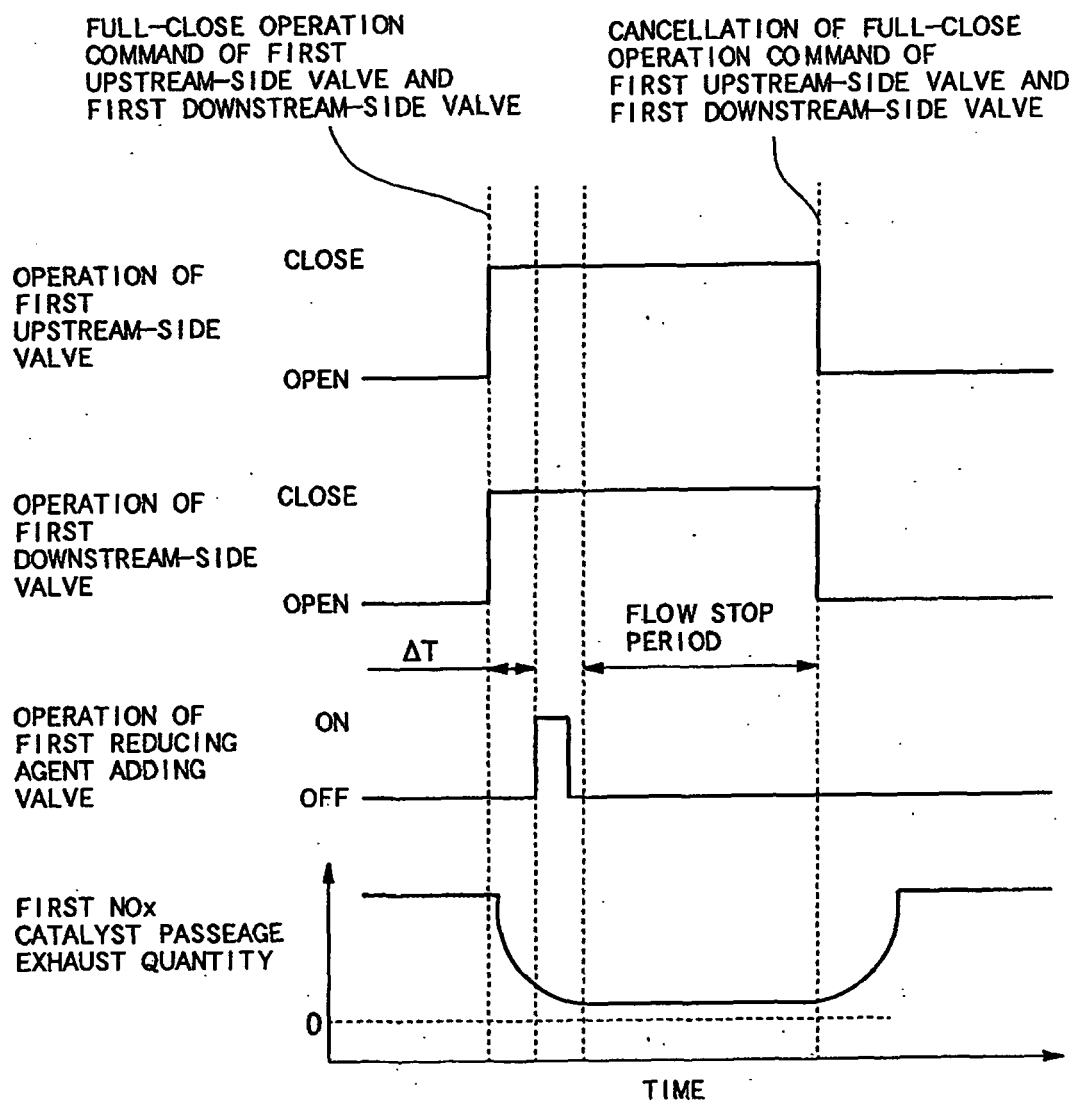 FULL-CLOSE OPERATION
COMMAND OF FIRST
UPSTREAM-SIDE VALVE AND
FIRST DOWNSTREAM-SIDE VALVE
CANCELLATION OF FULL-CLOSE
OPERATION COMMAND OF
FIRST UPSTREAM-SIDE VALVE AND
FIRST DOWNSTREAM-SIDE VALVE
OPERATION OF
FIRST
UPSTREAM-SIDE
VALVE
CLOSE
OPEN
OPERATION OF
FIRST
DOWNSTREAM-SIDE
VALVE
CLOSE
OPEN
ΔT
FLOW STOP
PERIOD
OPERATION OF
FIRST REDUCING
AGENT ADDING
VALVE
ON
OFF
FIRST NOx
CATALYST PASSEAGE
EXHAUST QUANTITY
0
TIME